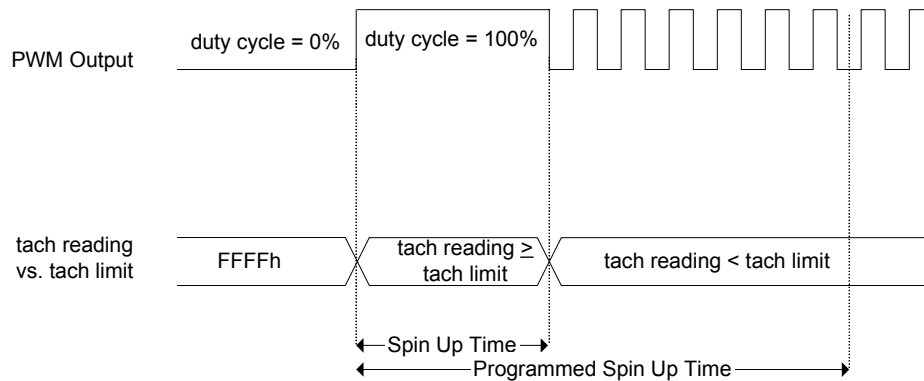 duty cycle = 0%
duty cycle = 100%
PWM Output
tach reading
vs. tach limit
FFFFh
tach reading ≥
tach limit
tach reading < tach limit
Spin Up Time
Programmed Spin Up Time